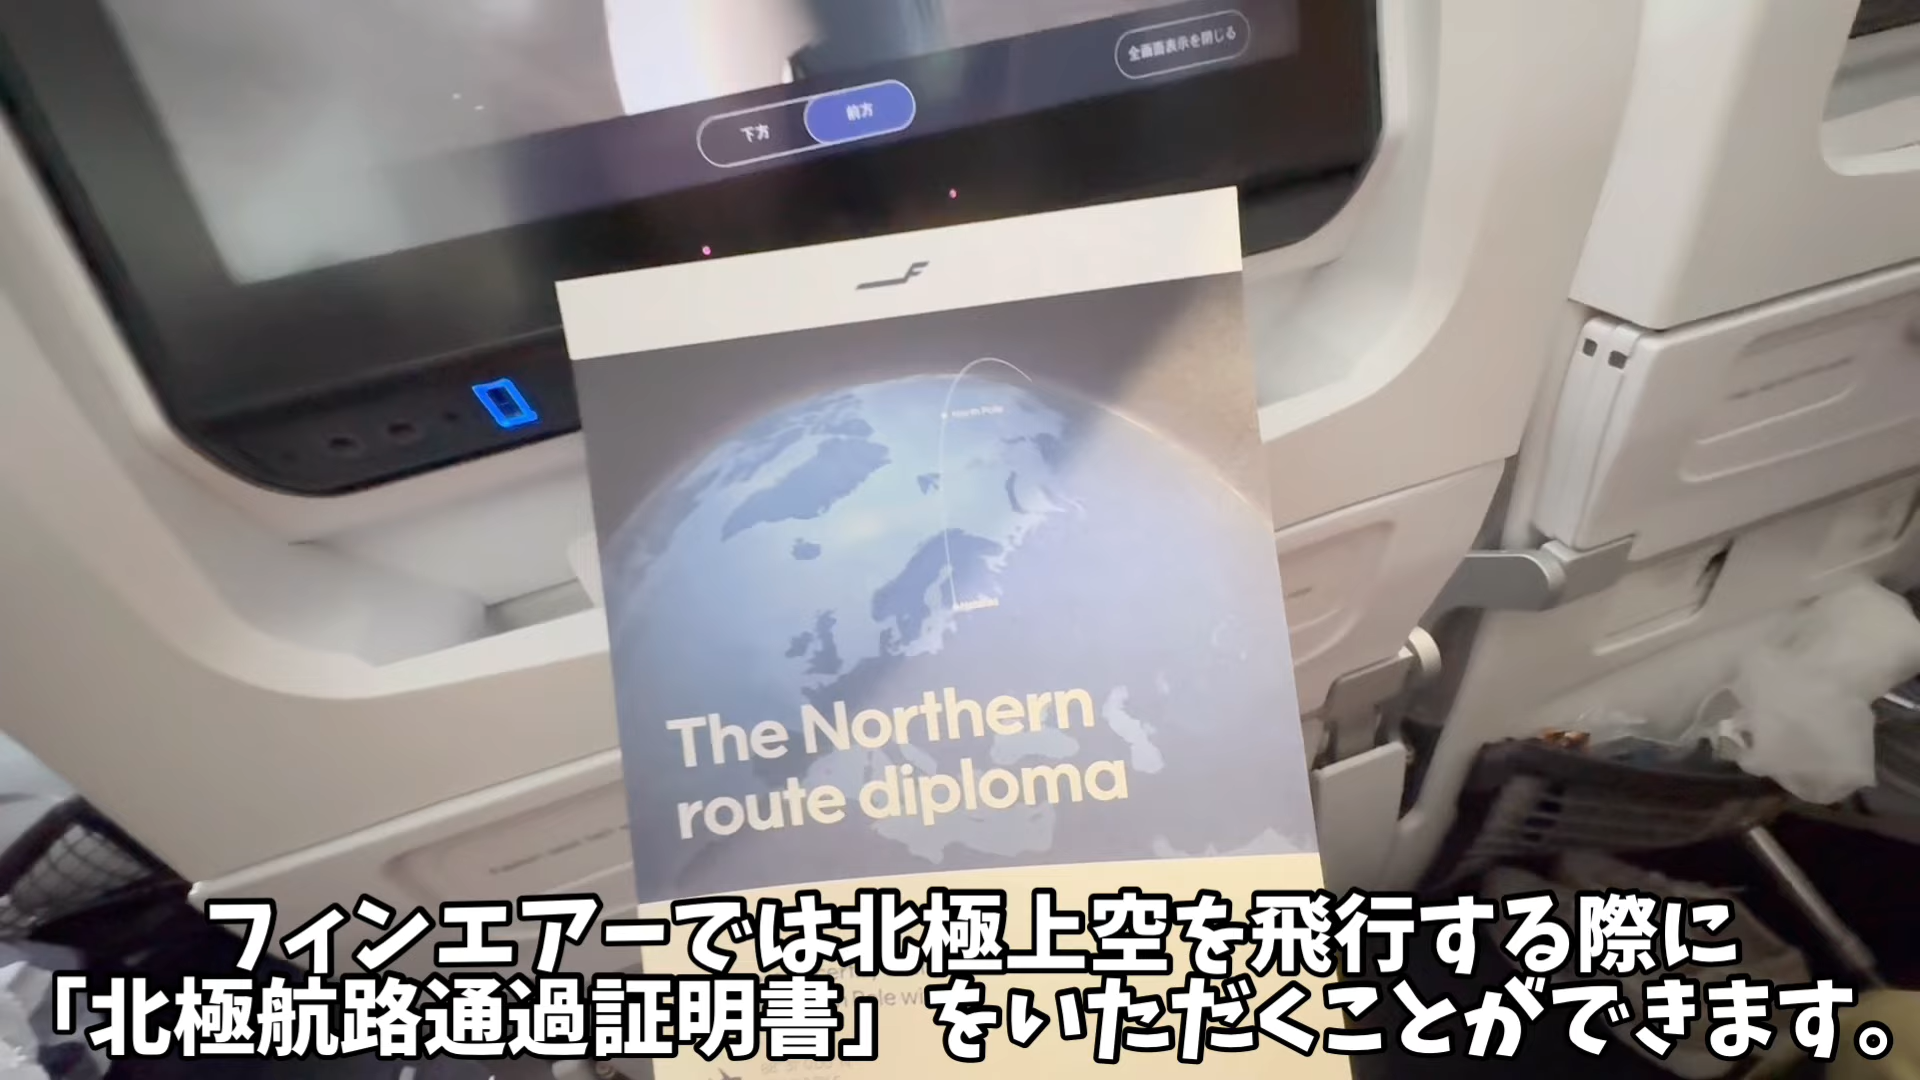 全画面表示を閉じる
下方
前方
North Pole
Helsinki
The Northern
route diploma
フィンエアーでは北極上空を飛行する際に
「北極航路通過証明書」をいただくことができます。
Pole wi